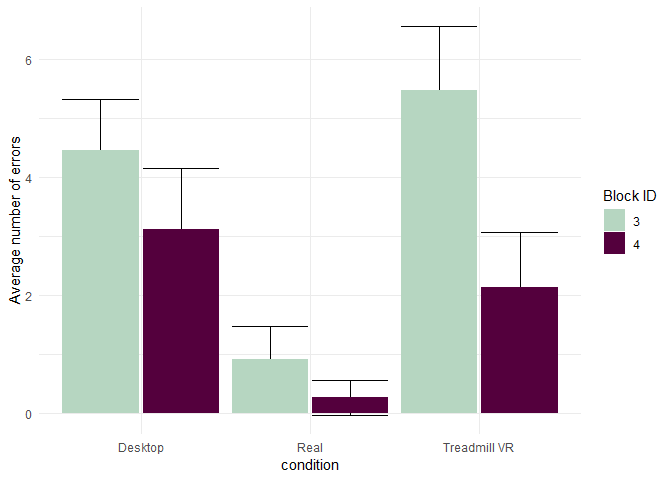 6
4
2
0
Average number of errors
Desktop
Real
Treadmill VR
condition
Block ID
3
4